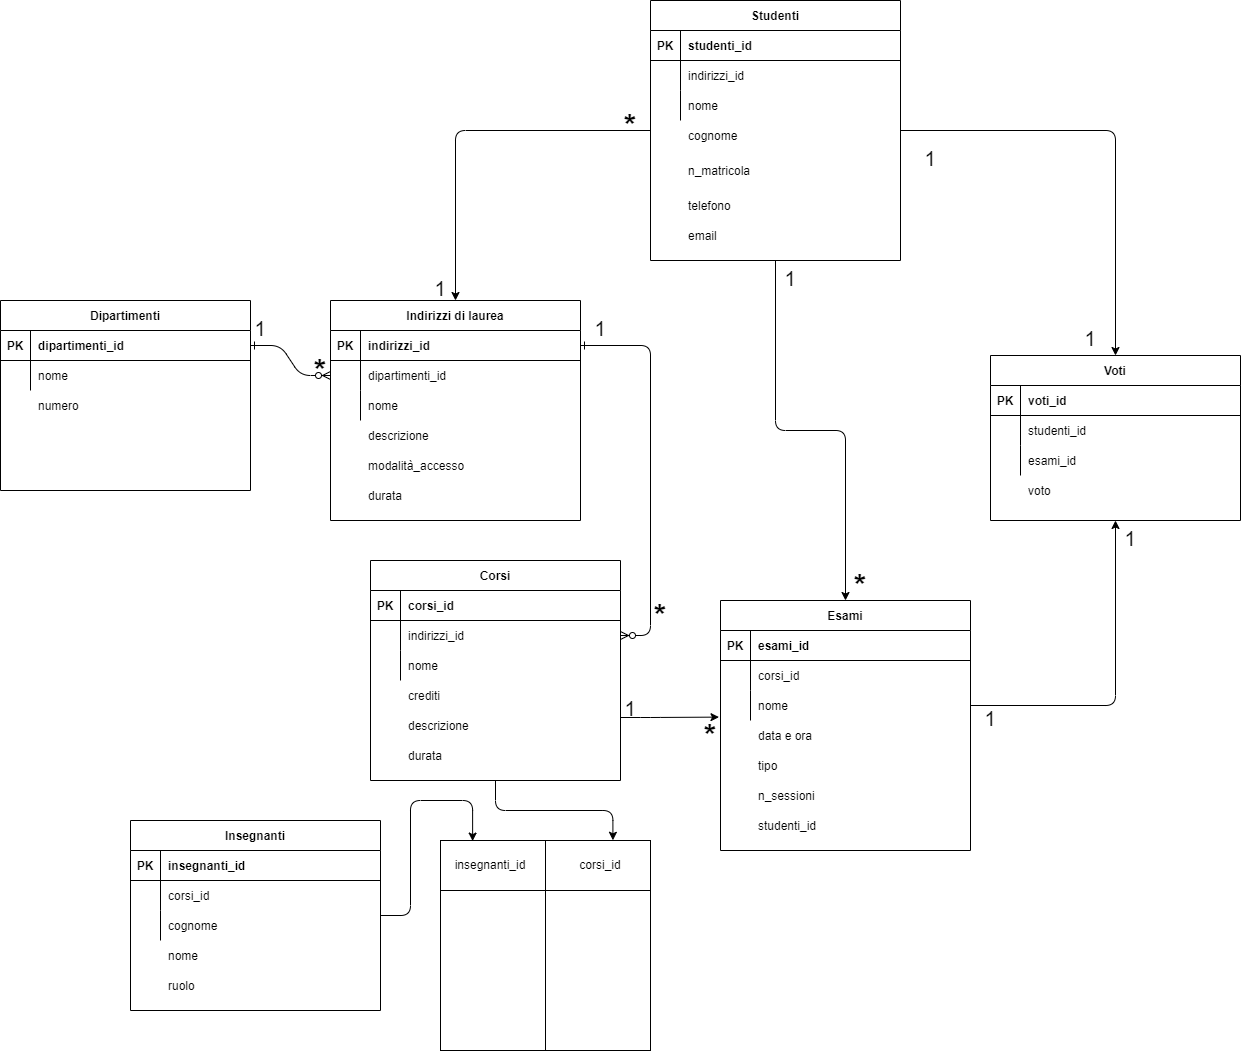 Studenti
PK studenti_id
indirizzi_id
nome
cognome
n_matricola
telefono
email
*
1
1
1
Dipartimenti
PK dipartimenti_id
nome
numero
1
*
Indirizzi di laurea
PK indirizzi_id
dipartimenti_id
nome
descrizione
modalità_accesso
durata
1
*
1
Voti
PK voti_id
studenti_id
esami_id
voto
1
Corsi
PK corsi_id
indirizzi_id
nome
crediti
descrizione
durata
1
*
*
Esami
PK esami_id
corsi_id
nome
data e ora
tipo
n_sessioni
studenti_id
1
Insegnanti
PK insegnanti_id
corsi_id
cognome
nome
ruolo
insegnanti_id corsi_id